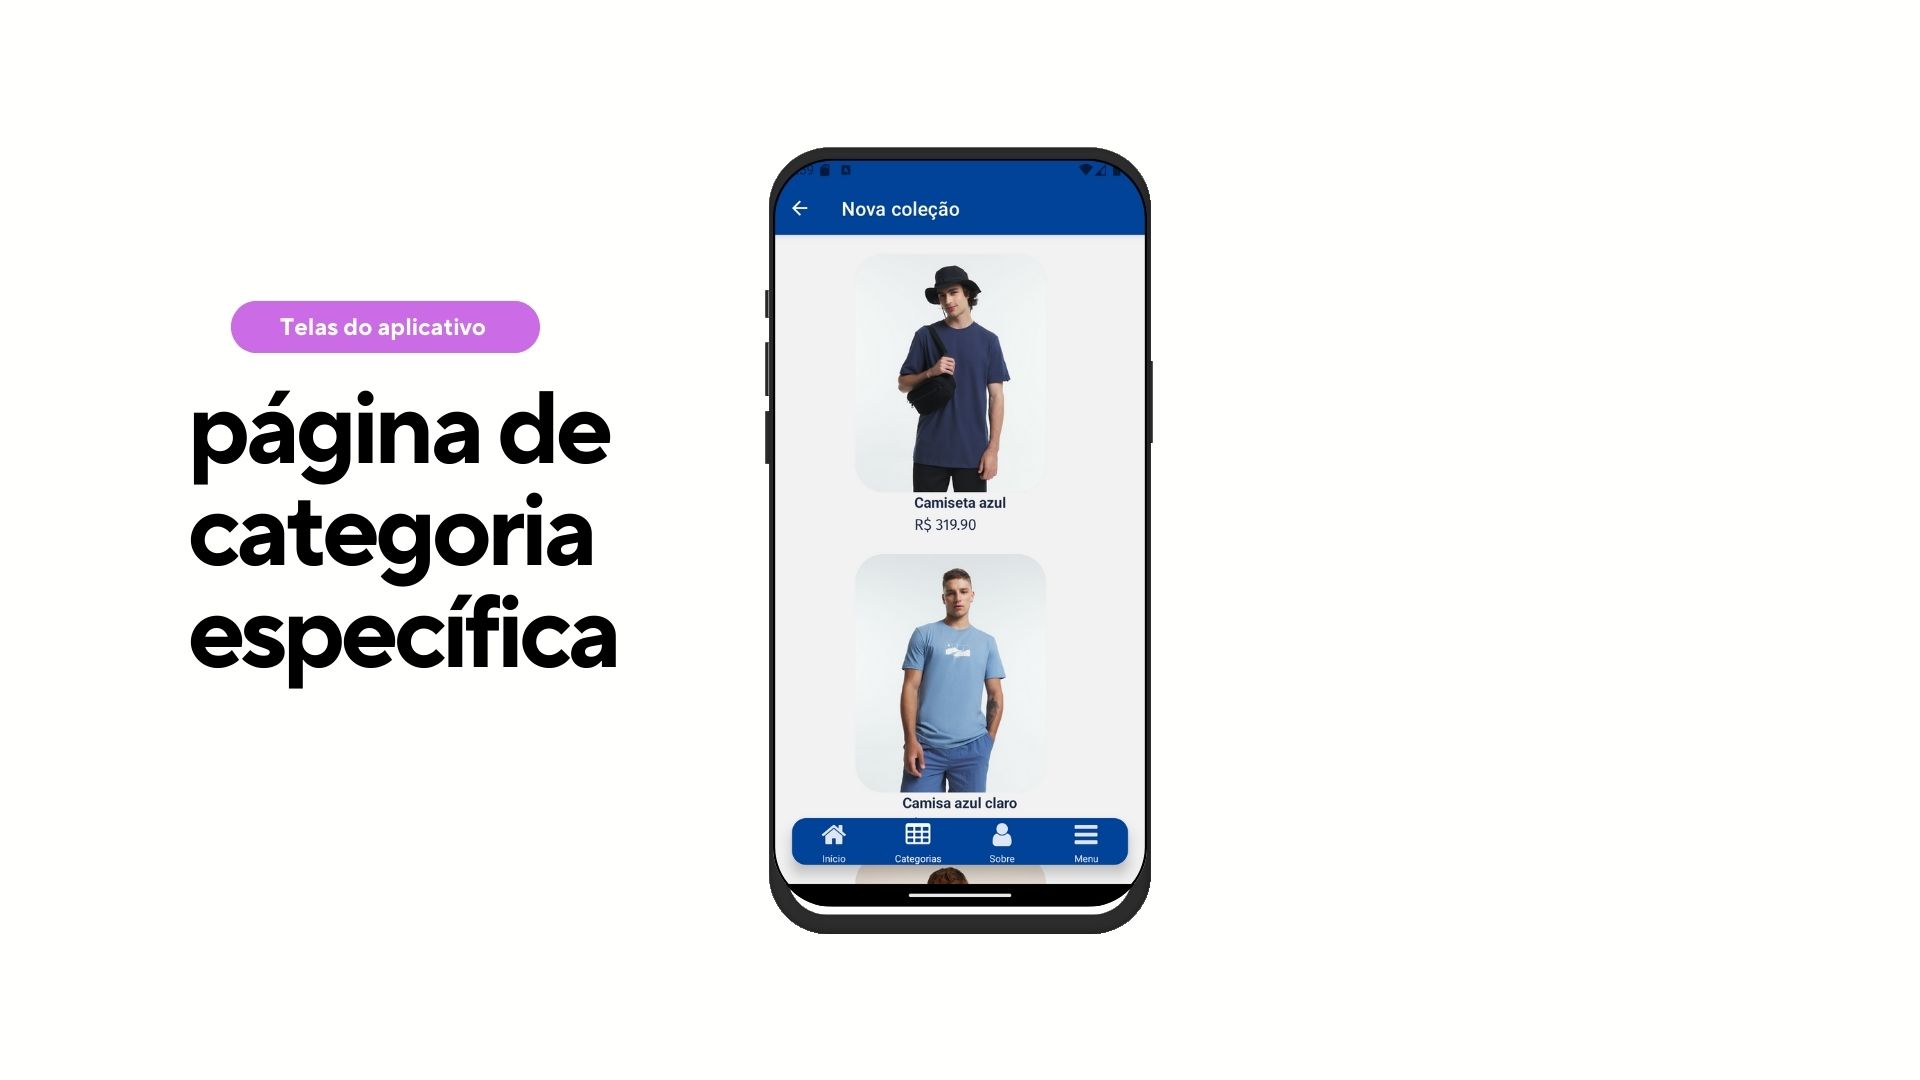 Telas do aplicativo
página de
categoria
específica
Nova coleção
Camiseta azul
R$ 319.90
Camisa azul claro
Início
Categorias
Sobre
Menu